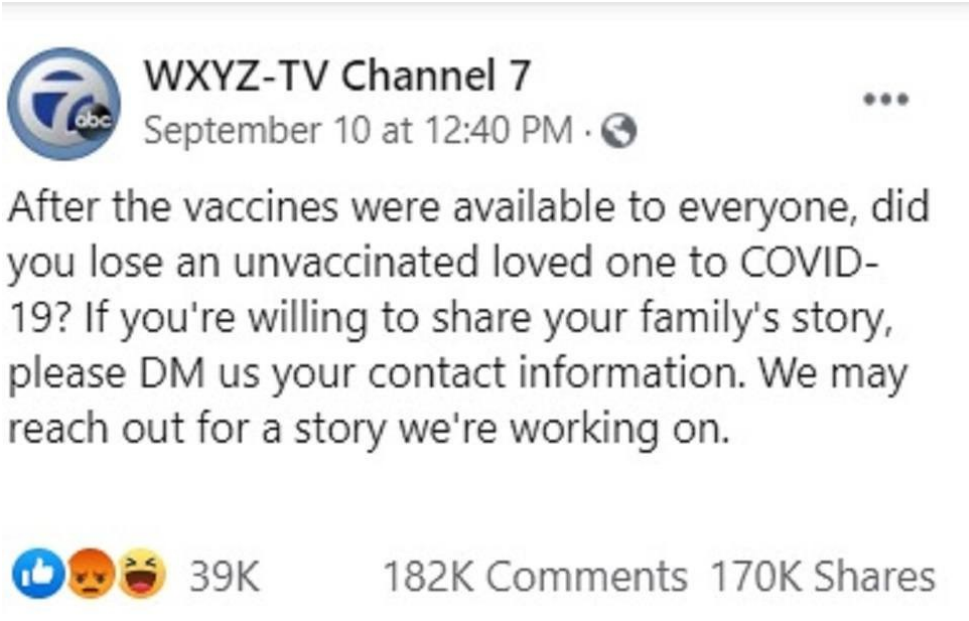 7
abc
WXYZ-TV Channel 7
September 10 at 12:40 PM ·
After the vaccines were available to everyone, did
you lose an unvaccinated loved one to COVID-
19? If you're willing to share your family's story,
please DM us your contact information. We may
reach out for a story we're working on.
39K 182K Comments 170K Shares